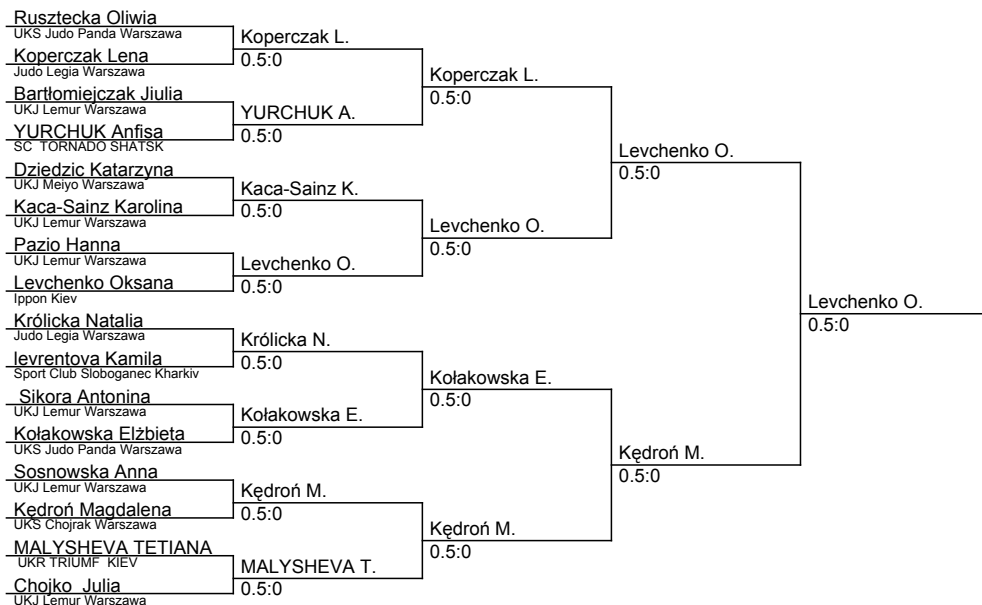 Rusztecka Oliwia
UKS Judo Panda Warszawa
Koperczak Lena
Judo Legia Warszawa
Bartłomiejczak Jiulia
UKJ Lemur Warszawa
YURCHUK Anfisa
SC TORNADO SHATSK
Dziedzic Katarzyna
UKJ Meiyo Warszawa
Kaca-Sainz Karolina
UKJ Lemur Warszawa
Pazio Hanna
UKJ Lemur Warszawa
Levchenko Oksana
Ippon Kiev
Królicka Natalia
Judo Legia Warszawa
Ievrentova Kamila
Sport Club Sloboganec Kharkiv
Sikora Antonina
UKJ Lemur Warszawa
Kołakowska Elżbieta
UKS Judo Panda Warszawa
Sosnowska Anna
UKJ Lemur Warszawa
Kędroń Magdalena
UKS Chojrak Warszawa
MALYSHEVA TETIANA
UKR TRIUMF KIEV
Chojko Julia
UKJ Lemur Warszawa
Koperczak L.
0.5:0
YURCHUK A.
0.5:0
Kaca-Sainz K.
0.5:0
Levchenko O.
0.5:0
Królicka N.
0.5:0
Kołakowska E.
0.5:0
Kędroń M.
0.5:0
MALYSHEVA T.
0.5:0
Koperczak L.
0.5:0
Levchenko O.
0.5:0
Kołakowska E.
0.5:0
Kędroń M.
0.5:0
Levchenko O.
0.5:0
Kędroń M.
0.5:0
Levchenko O.
0.5:0